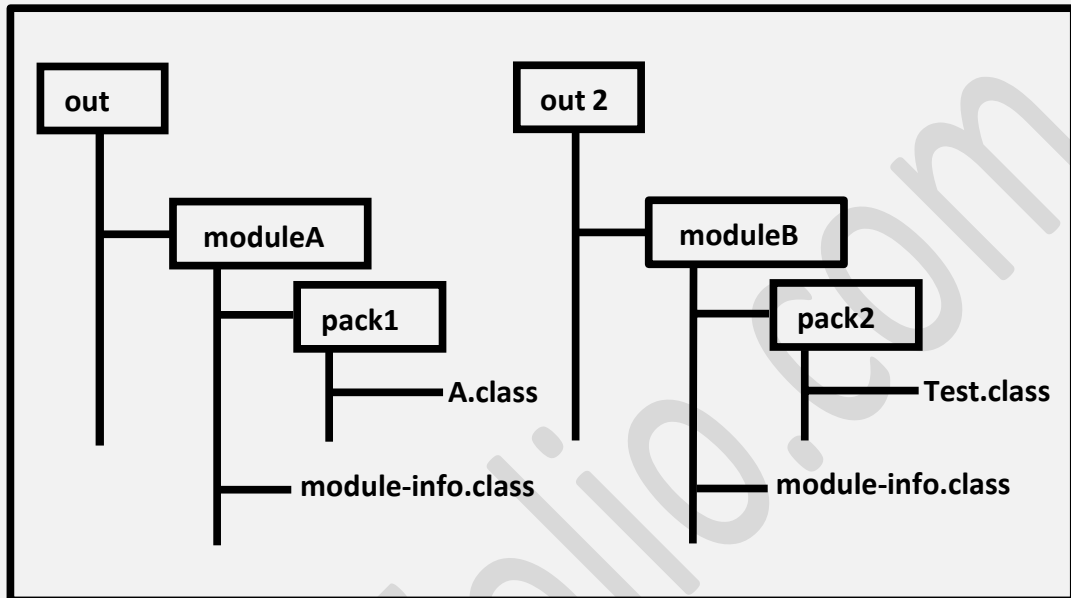 out
moduleA
pack1
A.class
module-info.class
out 2
moduleB
pack2
Test.class
module-info.class